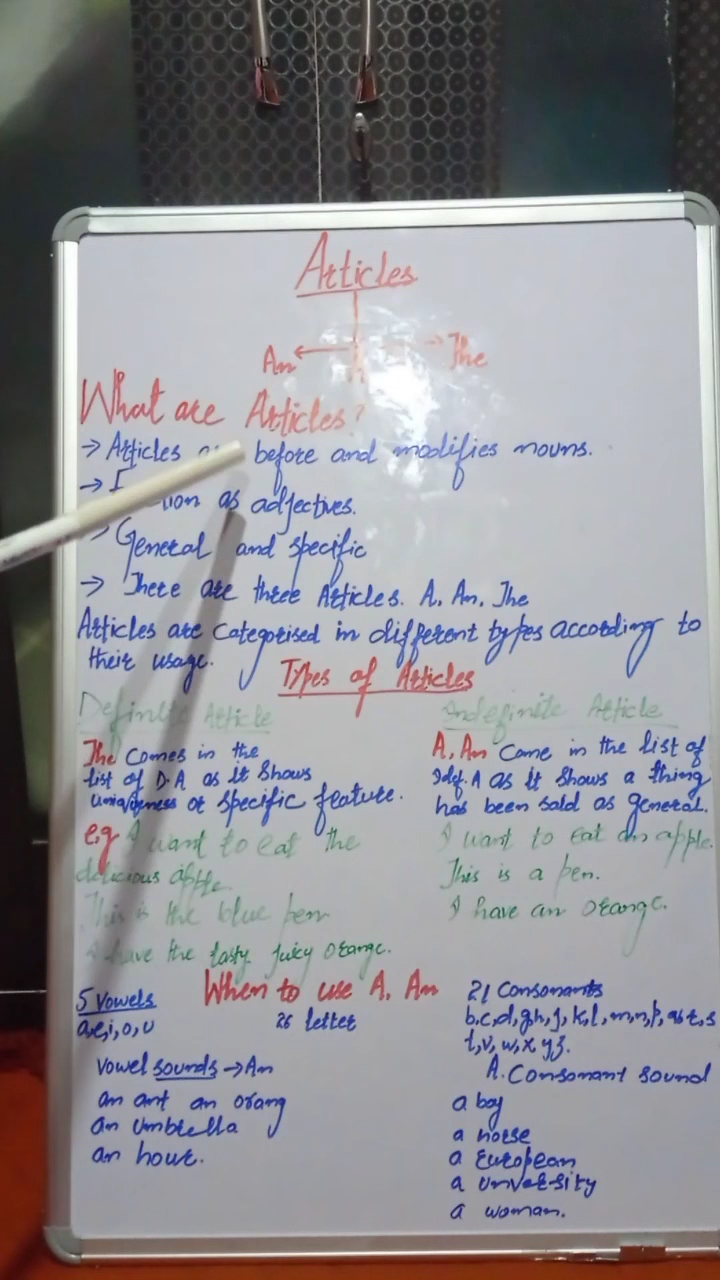 Articles
An The
What are Articles?
→ Articles before and modifies nouns.
→ as adjectives.
General and specific
→ There are three Articles. A, An, The
Articles are categorised in different types according to
their usage.
Types of Articles
Definite Article
The comes in the
list of D.A as It Shows
or specific feature.
e.g I want to eat the
delicious apple.
This is the blue pen
I have the tasty juicy orange.
Indefinite Article
A, An Come in the list of
Idef. A as It Shows a thing
has been said as general.
I want to eat an apple.
This is a pen.
I have an orange.
When to use A, An
26 letter
5 Vowels
a,e,i,o,u
Vowel sounds → An
an ant an orang
an Umbrella
an hour.
21 Consonants
b,c,d,g,h,j,k,l,m,n,p,
t,v,w,x,y,z.
A. Consonant sound
a boy
a horse
a European
a University
a woman.